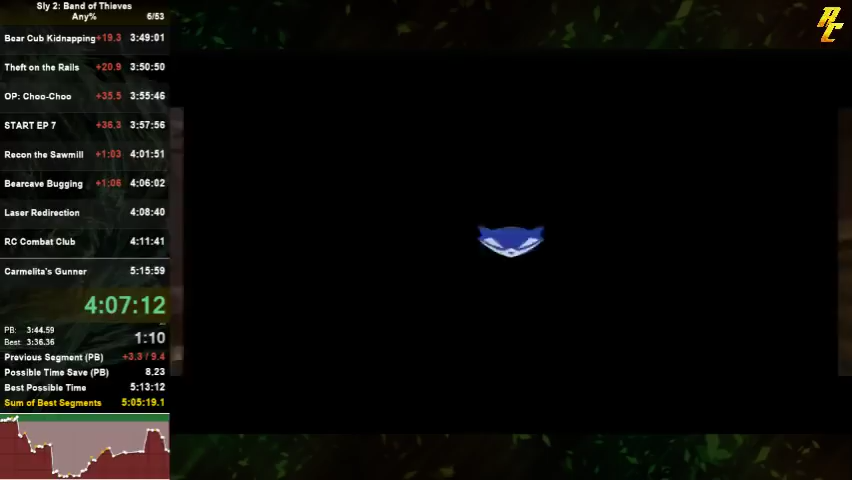 Sly 2: Band of Thieves
Any% 6/53
Bear Cub Kidnapping +19.3 3:49:01
Theft on the Rails +20.9 3:50:50
OP: Choo-Choo +35.5 3:55:46
START EP 7 +36.3 3:57:56
Recon the Sawmill +1:03 4:01:51
Bearcave Bugging +1:06 4:06:02
Laser Redirection 4:08:40
RC Combat Club 4:11:41
Carmelita's Gunner 5:15:59
4:07:12
PB: 3:44.59
Best: 3:36.36
1:10
Previous Segment (PB) +3.3 / 9.4
Possible Time Save (PB) 8.23
Best Possible Time 5:13:12
Sum of Best Segments 5:05:19.1